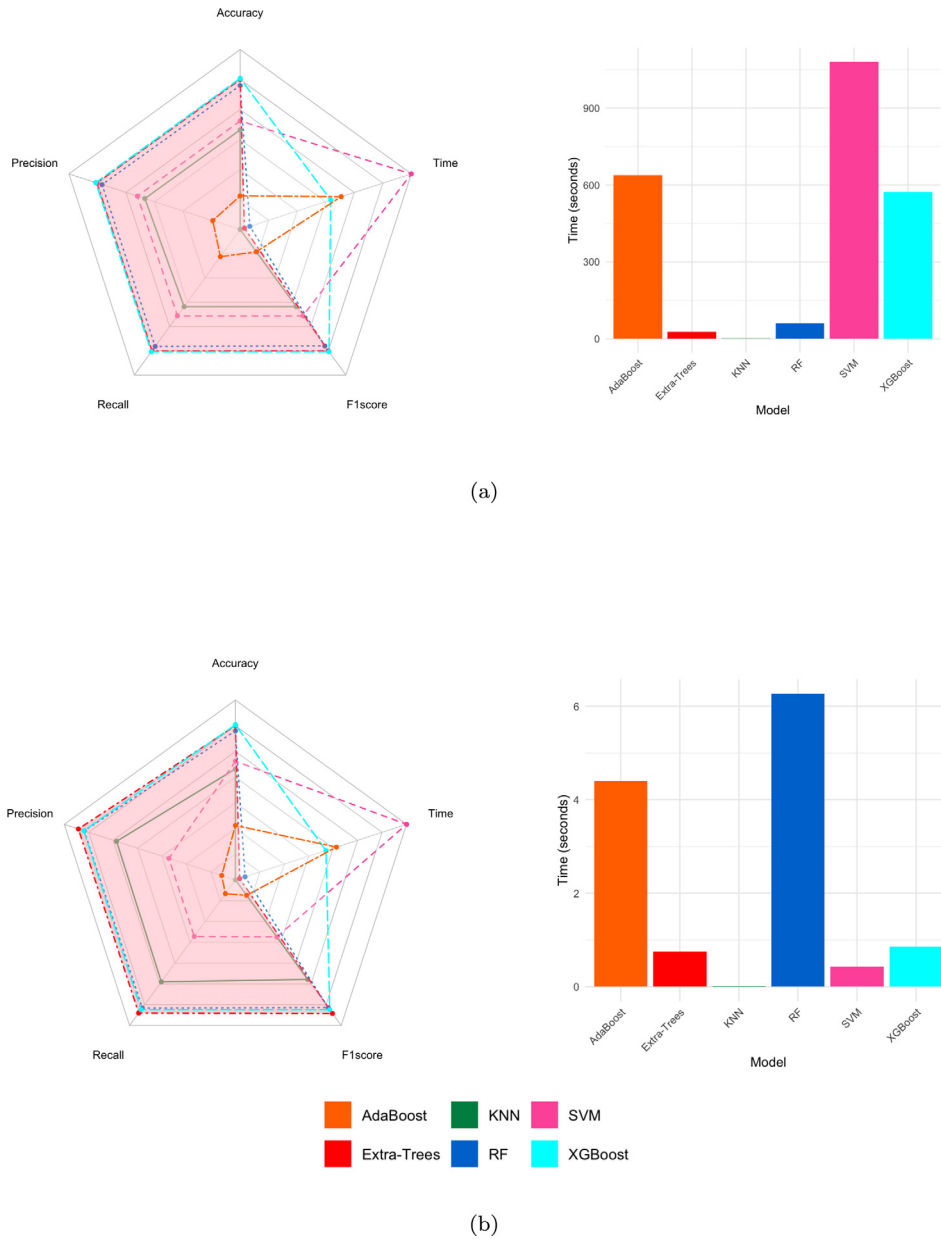 Accuracy
Time
Precision
Recall
F1score
Time (seconds)
900
600
300
0
AdaBoost
Extra-Trees
KNN
RF
SVM
XGBoost
Model
(a)
Accuracy
Time
Precision
Recall
F1score
Time (seconds)
6
4
2
0
AdaBoost
Extra-Trees
KNN
RF
SVM
XGBoost
Model
AdaBoost KNN SVM
Extra-Trees RF XGBoost
(b)